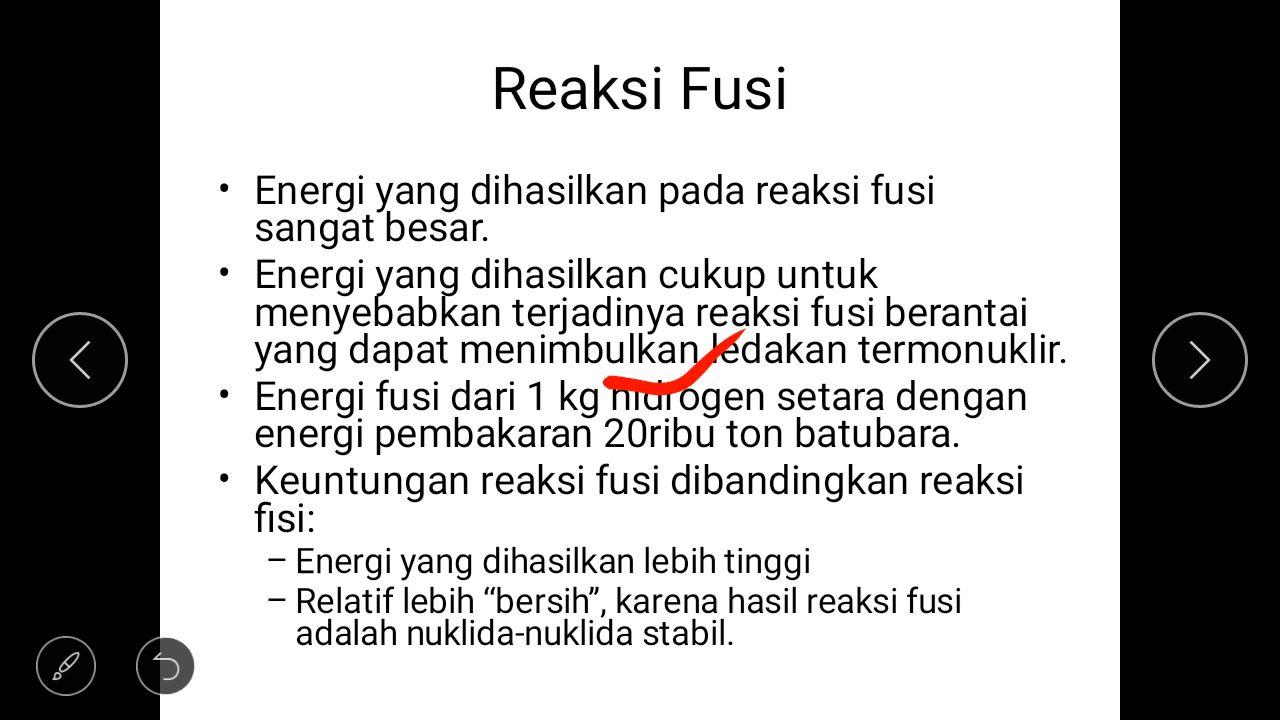 Reaksi Fusi
• Energi yang dihasilkan pada reaksi fusi
sangat besar.
• Energi yang dihasilkan cukup untuk
menyebabkan terjadinya reaksi fusi berantai
yang dapat menimbulkan ledakan termonuklir.
• Energi fusi dari 1 kg hidrogen setara dengan
energi pembakaran 20ribu ton batubara.
• Keuntungan reaksi fusi dibandingkan reaksi
fisi:
– Energi yang dihasilkan lebih tinggi
– Relatif lebih “bersih”, karena hasil reaksi fusi
adalah nuklida-nuklida stabil.